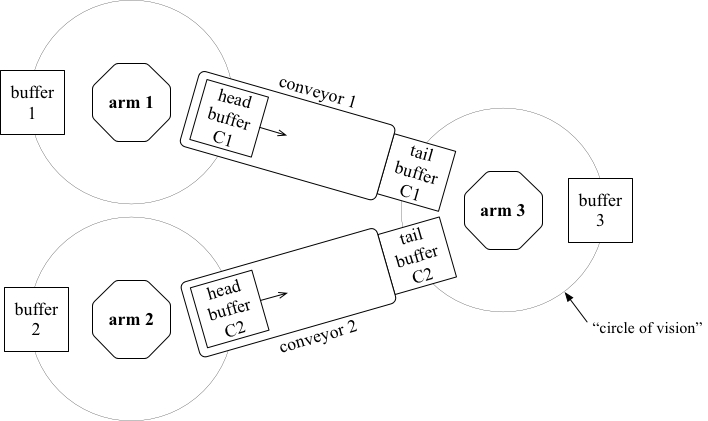 buffer
1
arm 1
conveyor 1
head
buffer
C1
tail
buffer
C1
arm 3
buffer
3
buffer
2
arm 2
head
buffer
C2
conveyor 2
tail
buffer
C2
“circle of vision”